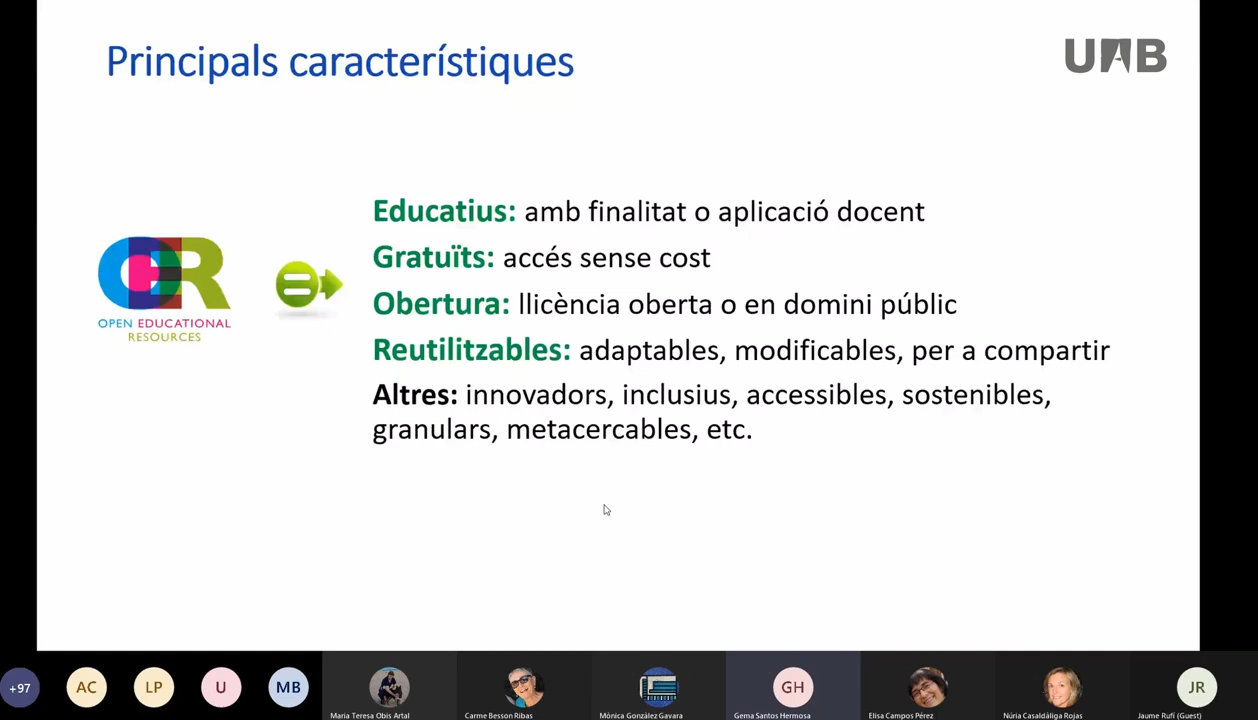 Principals característiques
UAB
Educatius: amb finalitat o aplicació docent
Gratuïts: accés sense cost
Obertura: llicència oberta o en domini públic
Reutilitzables: adaptables, modificables, per a compartir
Altres: innovadors, inclusius, accessibles, sostenibles,
granulars, metacercables, etc.
OER
OPEN EDUCATIONAL
RESOURCES
+97
AC
LP
U
MB
GH
JR
Maria Teresa Obis Artal
Carme Besson Ribas
Mònica Gonzàlez Gavara
Gema Santos Hermosa
Elisa Campos Pérez
Núria Casaldàliga Rojas
Jaume Rufí (Guest)